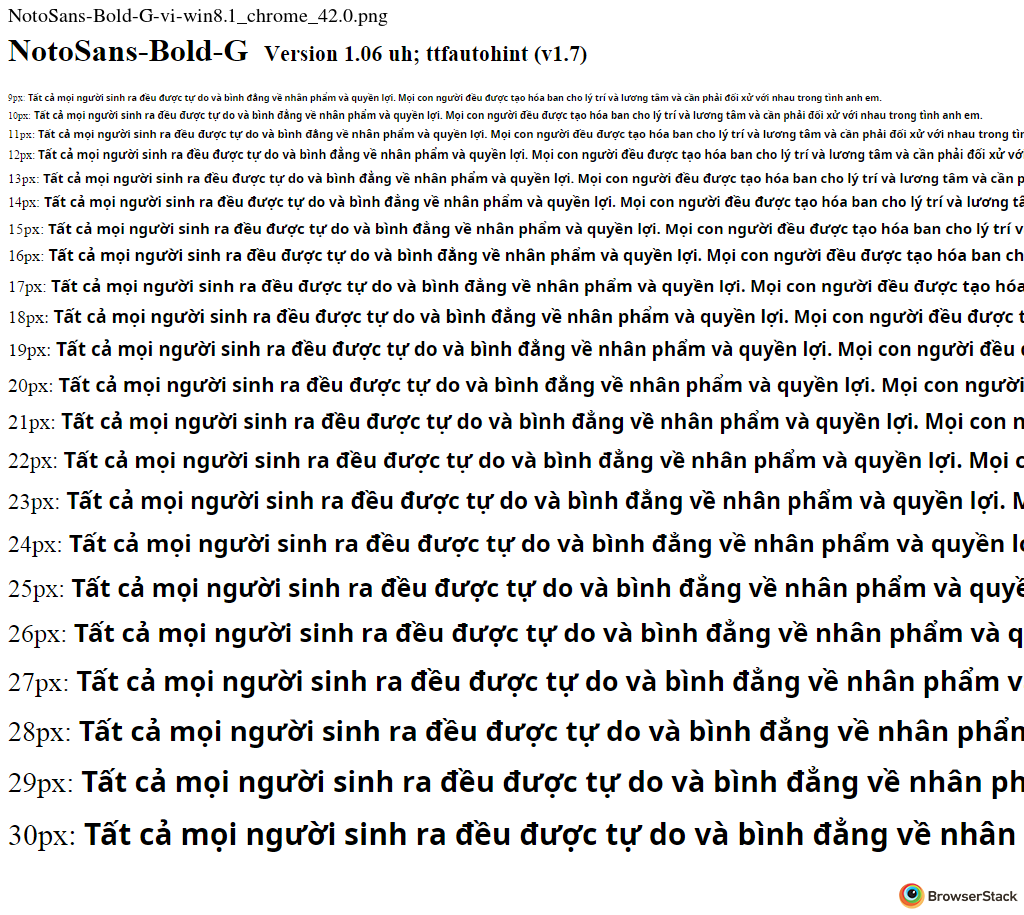 NotoSans-Bold-G-vi-win8.1_chrome_42.0.png
NotoSans-Bold-G Version 1.06 uh; ttfautohint (v1.7)
9px: Tất cả mọi người sinh ra đều được tự do và bình đẳng về nhân phẩm và quyền lợi. Mọi con người đều được tạo hóa ban cho lý trí và lương tâm và cần phải đối xử với nhau trong tình anh em.
10px: Tất cả mọi người sinh ra đều được tự do và bình đẳng về nhân phẩm và quyền lợi. Mọi con người đều được tạo hóa ban cho lý trí và lương tâm và cần phải đối xử với nhau trong tình anh em.
11px: Tất cả mọi người sinh ra đều được tự do và bình đẳng về nhân phẩm và quyền lợi. Mọi con người đều được tạo hóa ban cho lý trí và lương tâm và cần phải đối xử với nhau trong tìn
12px: Tất cả mọi người sinh ra đều được tự do và bình đẳng về nhân phẩm và quyền lợi. Mọi con người đều được tạo hóa ban cho lý trí và lương tâm và cần phải đối xử vớ
13px: Tất cả mọi người sinh ra đều được tự do và bình đẳng về nhân phẩm và quyền lợi. Mọi con người đều được tạo hóa ban cho lý trí và lương tâm và cần p
14px: Tất cả mọi người sinh ra đều được tự do và bình đẳng về nhân phẩm và quyền lợi. Mọi con người đều được tạo hóa ban cho lý trí và lương tâ
15px: Tất cả mọi người sinh ra đều được tự do và bình đẳng về nhân phẩm và quyền lợi. Mọi con người đều được tạo hóa ban cho lý trí v
16px: Tất cả mọi người sinh ra đều được tự do và bình đẳng về nhân phẩm và quyền lợi. Mọi con người đều được tạo hóa ban ch
17px: Tất cả mọi người sinh ra đều được tự do và bình đẳng về nhân phẩm và quyền lợi. Mọi con người đều được tạo hóa
18px: Tất cả mọi người sinh ra đều được tự do và bình đẳng về nhân phẩm và quyền lợi. Mọi con người đều được t
19px: Tất cả mọi người sinh ra đều được tự do và bình đẳng về nhân phẩm và quyền lợi. Mọi con người đều
20px: Tất cả mọi người sinh ra đều được tự do và bình đẳng về nhân phẩm và quyền lợi. Mọi con người
21px: Tất cả mọi người sinh ra đều được tự do và bình đẳng về nhân phẩm và quyền lợi. Mọi con n
22px: Tất cả mọi người sinh ra đều được tự do và bình đẳng về nhân phẩm và quyền lợi. Mọi c
23px: Tất cả mọi người sinh ra đều được tự do và bình đẳng về nhân phẩm và quyền lợi. M
24px: Tất cả mọi người sinh ra đều được tự do và bình đẳng về nhân phẩm và quyền lợ
25px: Tất cả mọi người sinh ra đều được tự do và bình đẳng về nhân phẩm và quyề
26px: Tất cả mọi người sinh ra đều được tự do và bình đẳng về nhân phẩm và q
27px: Tất cả mọi người sinh ra đều được tự do và bình đẳng về nhân phẩm v
28px: Tất cả mọi người sinh ra đều được tự do và bình đẳng về nhân phẩm
29px: Tất cả mọi người sinh ra đều được tự do và bình đẳng về nhân ph
30px: Tất cả mọi người sinh ra đều được tự do và bình đẳng về nhân
BrowserStack